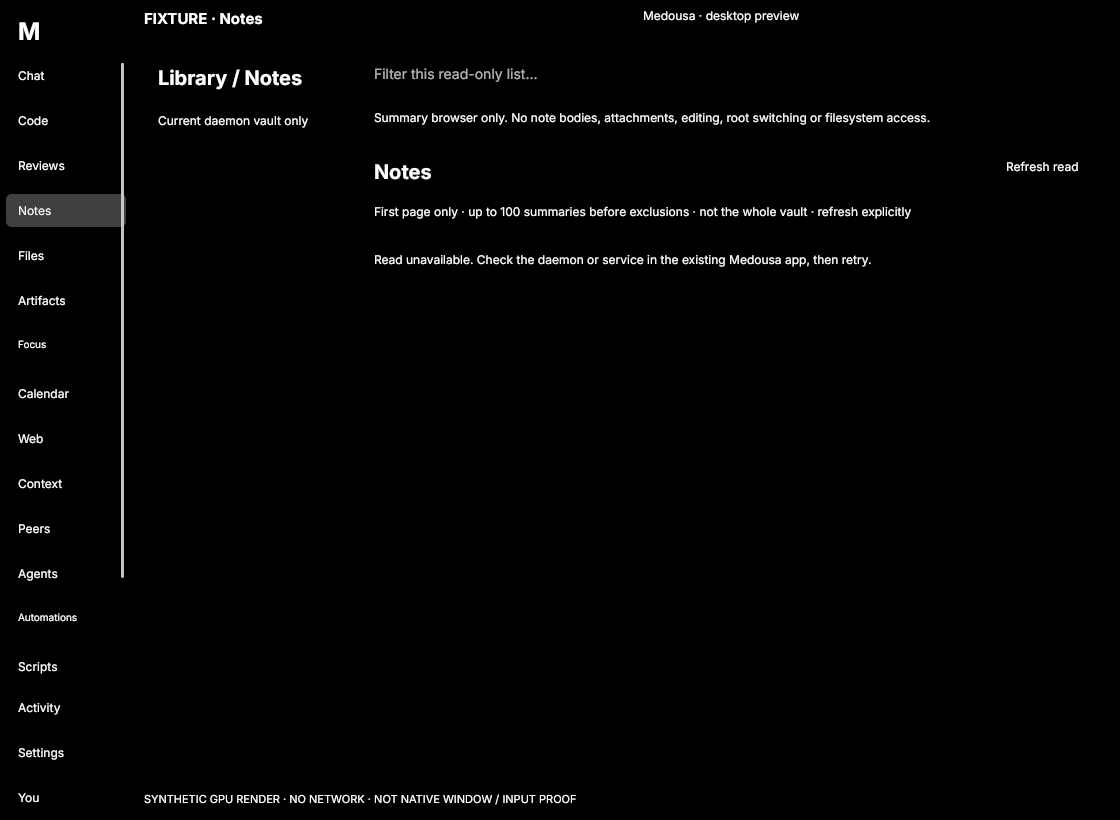 M
FIXTURE · Notes
Medousa · desktop preview
Chat
Code
Reviews
Notes
Files
Artifacts
Focus
Calendar
Web
Context
Peers
Agents
Automations
Scripts
Activity
Settings
You
Library / Notes
Current daemon vault only
Filter this read-only list...
Summary browser only. No note bodies, attachments, editing, root switching or filesystem access.
Notes
Refresh read
First page only · up to 100 summaries before exclusions · not the whole vault · refresh explicitly
Read unavailable. Check the daemon or service in the existing Medousa app, then retry.
SYNTHETIC GPU RENDER · NO NETWORK · NOT NATIVE WINDOW / INPUT PROOF